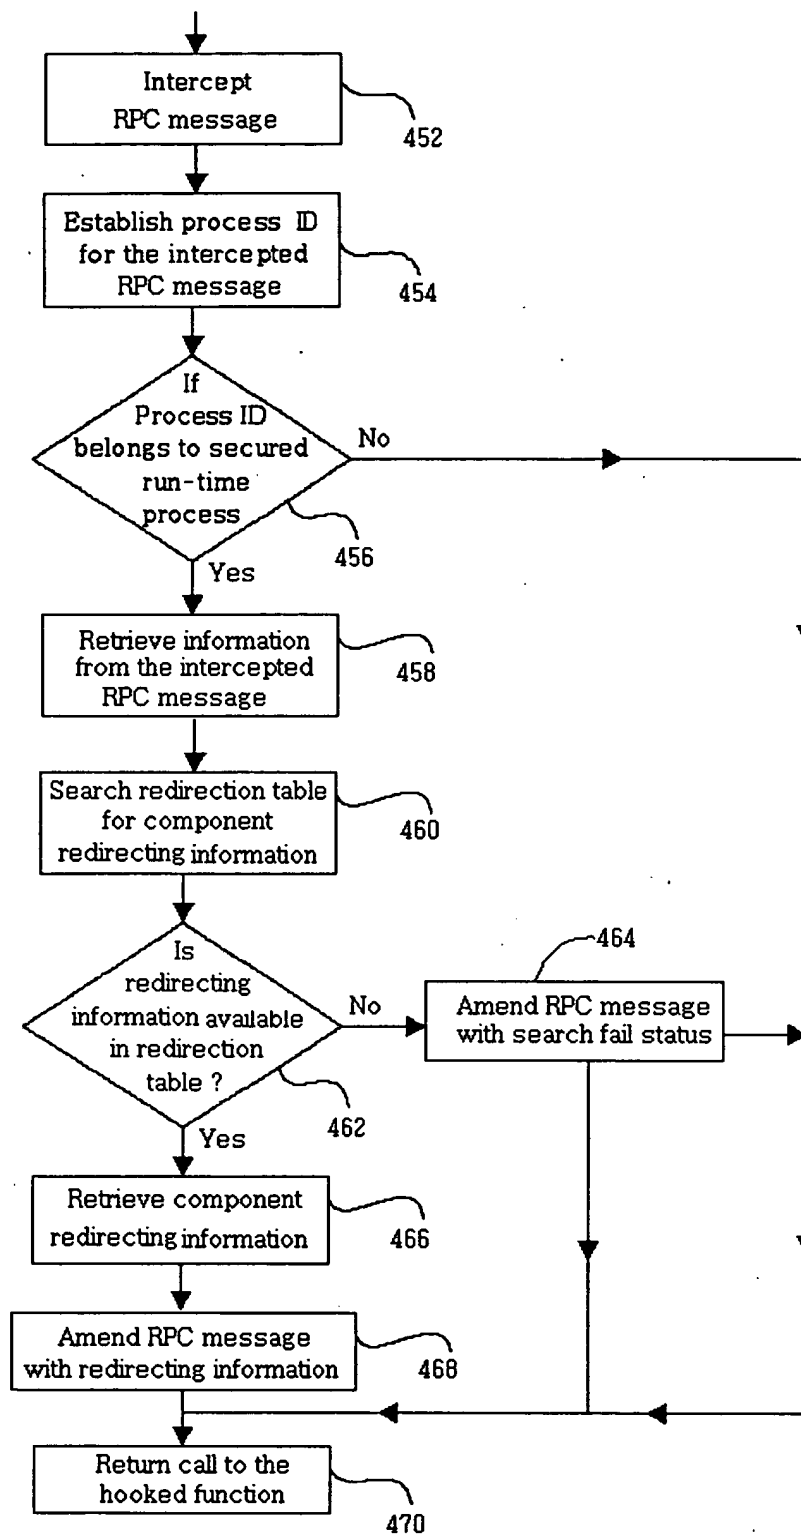 Intercept
RPC message
452
Establish process ID
for the intercepted
RPC message
454
If
Process ID
belongs to secured
run-time
process
No
456
Yes
Retrieve information
from the intercepted
RPC message
458
Search redirection table
for component
redirecting information
460
Is
redirecting
information available
in redirection
table ?
No
464
Amend RPC message
with search fail status
462
Yes
Retrieve component
redirecting information
466
Amend RPC message
with redirecting information
468
Return call to the
hooked function
470